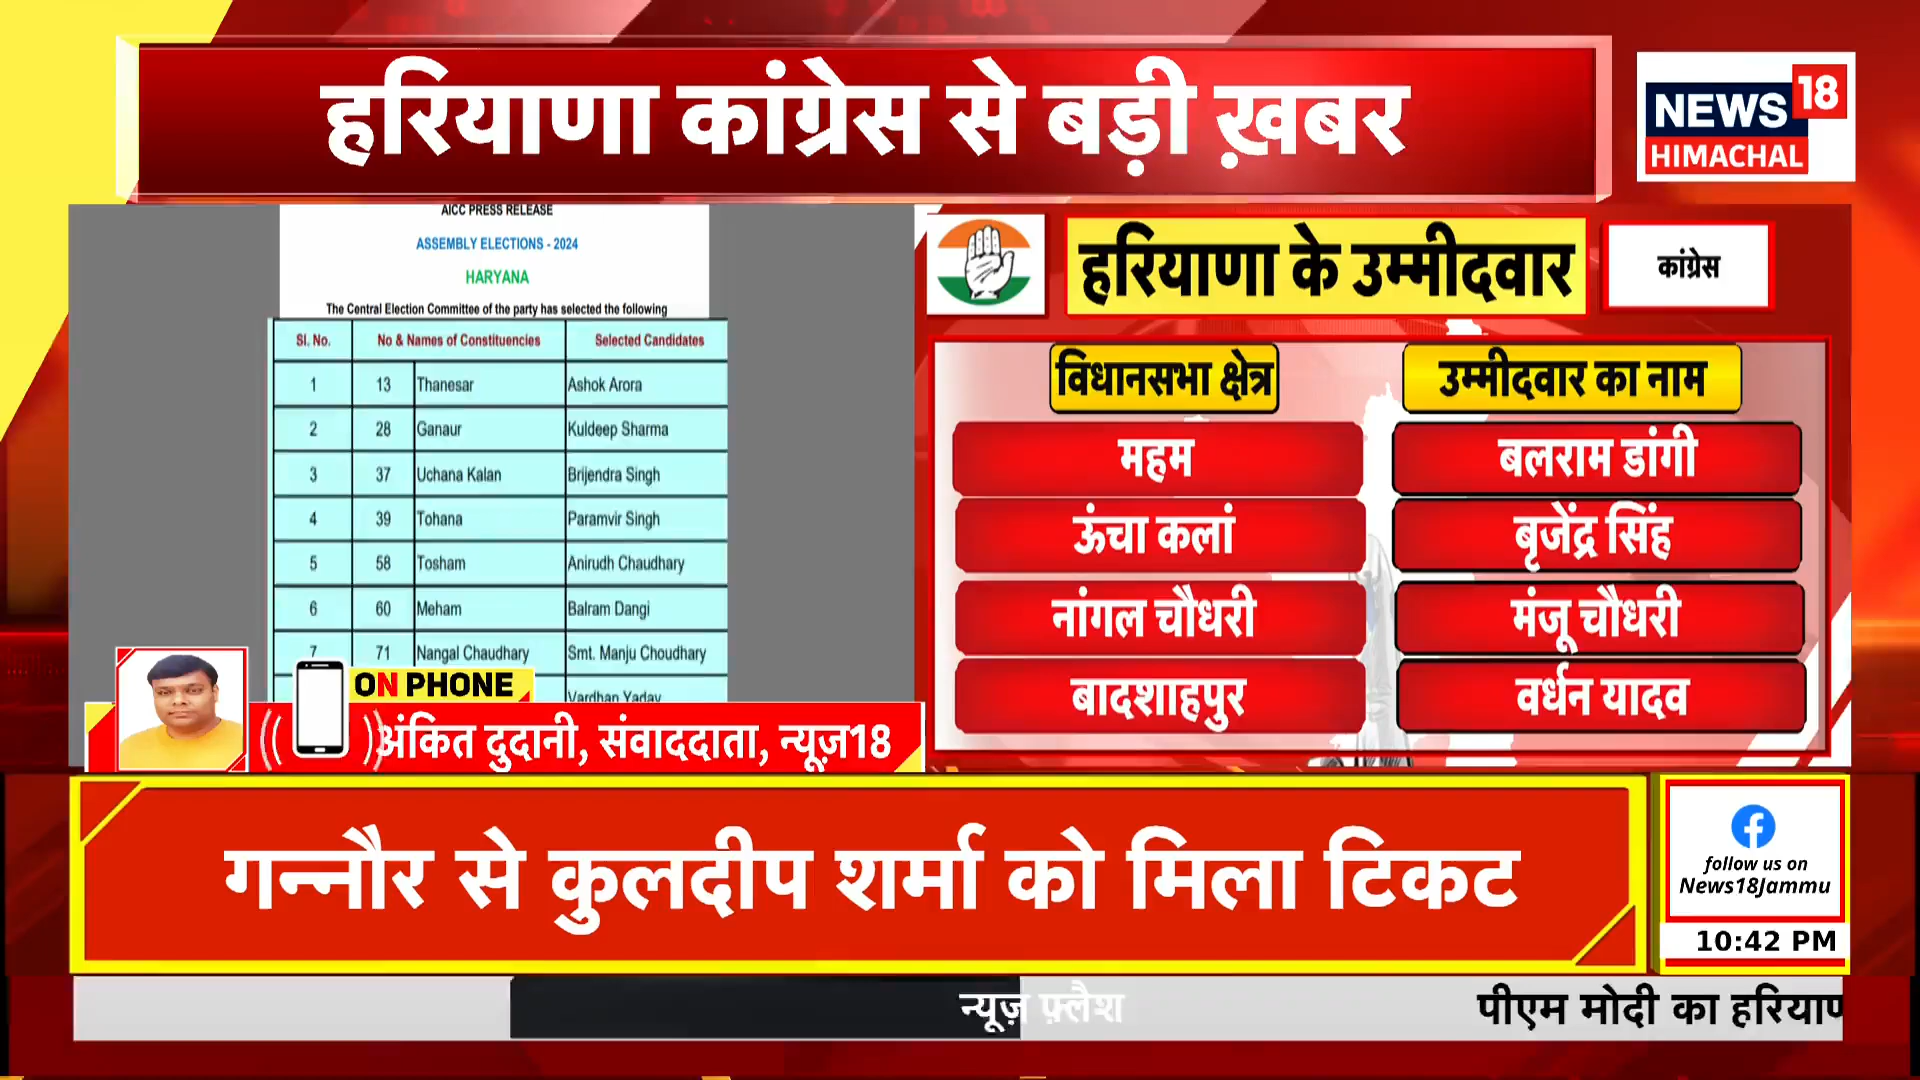 हरियाणा कांग्रेस से बड़ी ख़बर
NEWS 18
HIMACHAL
AICC PRESS RELEASE
ASSEMBLY ELECTIONS - 2024
HARYANA
The Central Election Committee of the party has selected the following
Sl. No. No & Names of Constituencies Selected Candidates
1 13 Thanesar Ashok Arora
2 28 Ganaur Kuldeep Sharma
3 37 Uchana Kalan Brijendra Singh
4 39 Tohana Paramvir Singh
5 58 Tosham Anirudh Chaudhary
6 60 Meham Balram Dangi
7 71 Nangal Chaudhary Smt. Manju Choudhary
Vardhan Yadav
ON PHONE
अंकित दुदानी, संवाददाता, न्यूज़18
हरियाणा के उम्मीदवार
कांग्रेस
विधानसभा क्षेत्र उम्मीदवार का नाम
महम बलराम डांगी
ऊंचा कलां बृजेंद्र सिंह
नांगल चौधरी मंजू चौधरी
बादशाहपुर वर्धन यादव
गन्नौर से कुलदीप शर्मा को मिला टिकट
follow us on
News18Jammu
10:42 PM
न्यूज़ फ़्लैश
पीएम मोदी का हरियाण